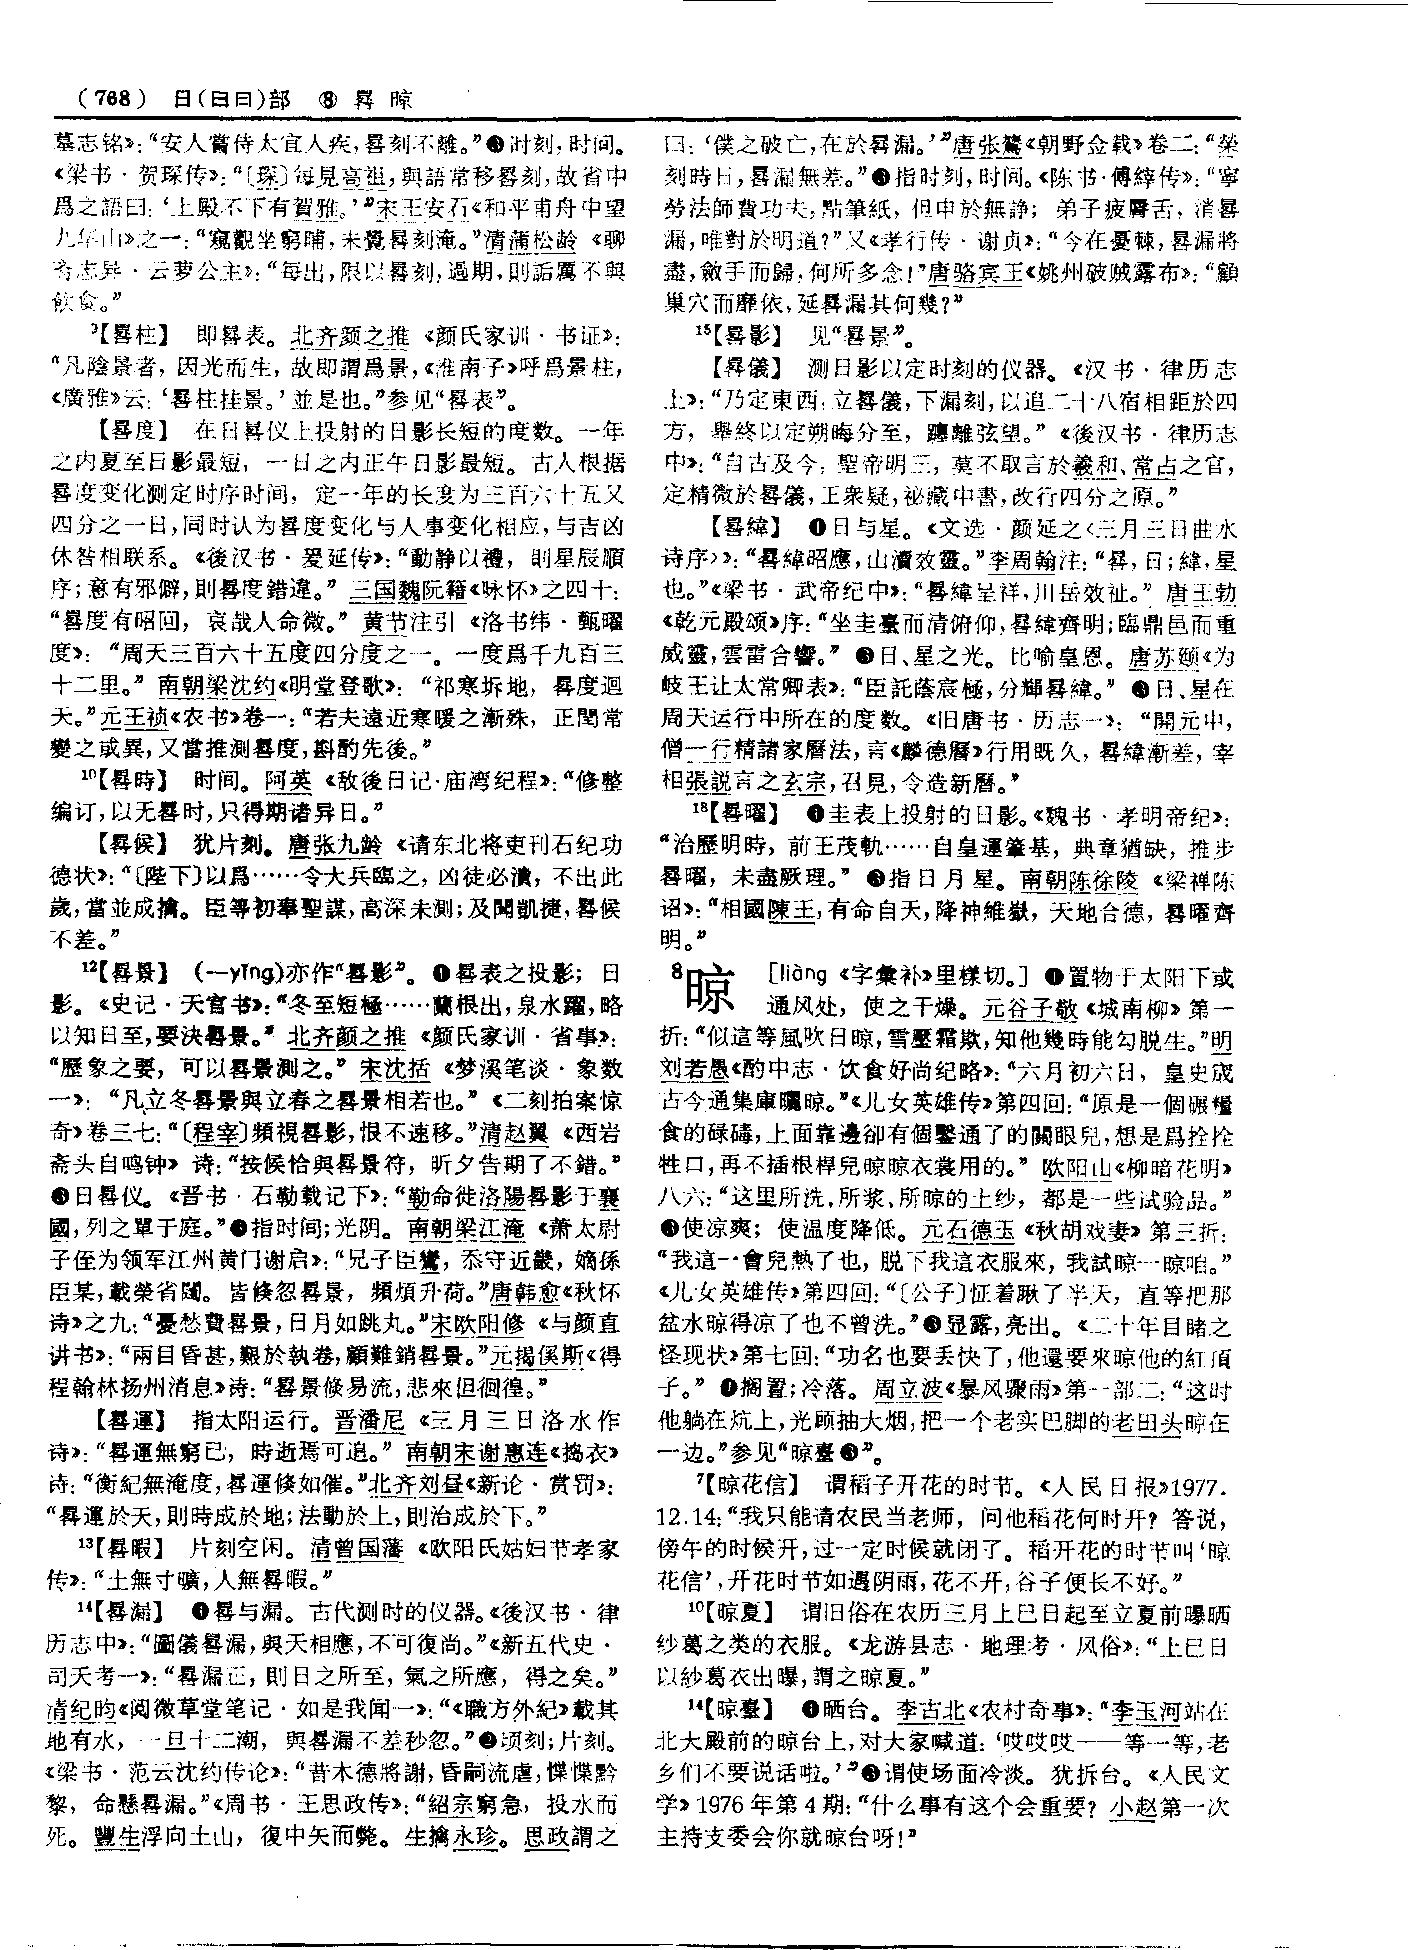 (768) 日(日曰)部 ⑧ 晷 晾
墓志铭》：“安人嘗侍太宜人疾，晷刻不離。”❷时刻，时间。
《梁书·贺琛传》：“〔琛〕每見高祖，與語常移晷刻，故省中
爲之語曰：‘上殿不下有賀雅。’”宋王安石《和平甫舟中望
九华山》之一：“窺觀坐窮晡，未覺晷刻淹。”清蒲松龄《聊
斋志异·云萝公主》：“每出，限以晷刻，過期，則詬厲不與
飲食。”
⁹【晷柱】 即晷表。北齐颜之推《颜氏家训·书证》：
“凡陰景者，因光而生，故即謂爲景，《淮南子》呼爲景柱，
《廣雅》云：‘晷柱挂景。’並是也。”参见“晷表”。
【晷度】 在日晷仪上投射的日影长短的度数。一年
之内夏至日影最短，一日之内正午日影最短。古人根据
晷度变化测定时序时间，定一年的长度为三百六十五又
四分之一日，同时认为晷度变化与人事变化相应，与吉凶
休咎相联系。《後汉书·爰延传》：“動静以禮，則星辰順
序；意有邪僻，則晷度錯違。” 三国魏阮籍《咏怀》之四十：
“晷度有昭回，哀哉人命微。” 黄节注引《洛书纬·甄曜
度》：“周天三百六十五度四分度之一。一度爲千九百三
十二里。” 南朝梁沈约《明堂登歌》：“祁寒坼地，晷度迴
天。”元王祯《农书》卷一：“若夫遠近寒暖之漸殊，正閏常
變之或異，又當推測晷度，斟酌先後。”
¹⁰【晷時】 时间。阿英《敌後日记·庙湾纪程》：“修整
编订，以无晷时，只得期诸异日。”
【晷候】 犹片刻。唐张九龄《请东北将吏刊石纪功
德状》：“〔陛下〕以爲……令大兵臨之，凶徒必潰，不出此
歲，當並成擒。臣等初奉聖謀，高深未測；及聞凱捷，晷候
不差。”
¹²【晷景】 (—yǐng)亦作“晷影”。❶晷表之投影；日
影。《史记·天官书》：“冬至短極……蘭根出，泉水躍，略
以知日至，要決晷景。” 北齐颜之推《颜氏家训·省事》：
“歷象之要，可以晷景測之。” 宋沈括《梦溪笔谈·象数
一》：“凡立冬晷景與立春之晷景相若也。”《二刻拍案惊
奇》卷三七：“〔程宰〕頻視晷影，恨不速移。”清赵翼《西岩
斋头自鸣钟》诗：“按候恰與晷景符，昕夕告期了不錯。”
❷日晷仪。《晋书·石勒载记下》：“勒命徙洛陽晷影于襄
國，列之單于庭。”❸指时间；光阴。南朝梁江淹《萧太尉
子侄为领军江州黄门谢启》：“兄子臣鸞，忝守近畿，嫡係
臣某，載榮省闥。皆倏忽晷景，頻煩升荷。”唐韩愈《秋怀
诗》之九：“憂愁費晷景，日月如跳丸。”宋欧阳修《与颜直
讲书》：“兩目昏甚，艱於執卷，顧難銷晷景。”元揭傒斯《得
程翰林扬州消息》诗：“晷景倏易流，悲來但徊徨。”
【晷運】 指太阳运行。晋潘尼《三月三日洛水作
诗》：“晷運無窮已，時逝焉可追。” 南朝宋谢惠连《捣衣》
诗：“衡紀無淹度，晷運倏如催。”北齐刘昼《新论·赏罚》：
“晷運於天，則時成於地；法動於上，則治成於下。”
¹³【晷暇】 片刻空闲。清曾国藩《欧阳氏姑妇节孝家
传》：“土無寸曠，人無晷暇。”
¹⁴【晷漏】 ❶晷与漏。古代测时的仪器。《後汉书·律
历志中》：“圖儀晷漏，與天相應，不可復尚。”《新五代史·
司天考一》：“晷漏正，則日之所至，氣之所應，得之矣。”
清纪昀《阅微草堂笔记·如是我闻一》：“《職方外紀》載其
地有水，一旦十二潮，與晷漏不差秒忽。”❷顷刻；片刻。
《梁书·范云沈约传论》：“昔木德將謝，昏嗣流虐，惵惵黔
黎，命懸晷漏。”《周书·王思政传》：“紹宗窮急，投水而
死。豐生浮向土山，復中矢而斃。生擒永珍。思政謂之
曰：‘僕之破亡，在於晷漏。’”唐张鷟《朝野佥载》卷二：“榮
刻時日，晷漏無差。”❸指时刻，时间。《陈书·傅縡传》：“寧
勞法師費功夫，點筆紙，但申於無諍；弟子疲脣舌，消晷
漏，唯對於明道？”又《孝行传·谢贞》：“今在憂棘，晷漏將
盡，斂手而歸，何所多念！”唐骆宾王《姚州破贼露布》：“顧
巢穴而靡依，延晷漏其何幾？”
¹⁵【晷影】 见“晷景”。
【晷儀】 测日影以定时刻的仪器。《汉书·律历志
上》：“乃定東西，立晷儀，下漏刻，以追二十八宿相距於四
方，舉終以定朔晦分至，躔離弦望。” 《後汉书·律历志
中》：“自古及今，聖帝明王，莫不取言於羲和、常占之官，
定精微於晷儀，正衆疑，祕藏中書，改行四分之原。”
【晷緯】 ❶日与星。《文选·颜延之〈三月三日曲水
诗序〉》：“晷緯昭應，山瀆效靈。”李周翰注：“晷，日；緯，星
也。”《梁书·武帝纪中》：“晷緯呈祥，川岳效祉。” 唐王勃
《乾元殿颂》序：“坐圭臺而清俯仰，晷緯齊明；臨鼎邑而重
威靈，雲雷合響。” ❷日、星之光。比喻皇恩。唐苏颋《为
岐王让太常卿表》：“臣託蔭宸極，分輝晷緯。” ❸日、星在
周天运行中所在的度数。《旧唐书·历志一》：“開元中，
僧一行精諸家曆法，言《麟德曆》行用既久，晷緯漸差，宰
相張説言之玄宗，召見，令造新曆。”
¹⁸【晷曜】 ❶圭表上投射的日影。《魏书·孝明帝纪》：
“治歷明時，前王茂軌……自皇運肇基，典章猶缺，推步
晷曜，未盡厥理。” ❷指日月星。南朝陈徐陵《梁禅陈
诏》：“相國陳王，有命自天，降神維嶽，天地合德，晷曜齊
明。”
⁸晾 [liàng《字彙补》里樣切。] ❶置物于太阳下或
通风处，使之干燥。元谷子敬《城南柳》第一
折：“似這等風吹日晾，雪壓霜欺，知他幾時能勾脱生。”明
刘若愚《酌中志·饮食好尚纪略》：“六月初六日，皇史宬
古今通集庫曬晾。”《儿女英雄传》第四回：“原是一個碾糧
食的碌碡，上面靠邊卻有個鑿通了的關眼兒，想是爲拴拴
牲口，再不插根桿兒晾晾衣裳用的。” 欧阳山《柳暗花明》
八六：“这里所洗、所浆、所晾的土纱，都是一些试验品。”
❷使凉爽；使温度降低。元石德玉《秋胡戏妻》第三折：
“我這一會兒熱了也，脱下我這衣服來，我試晾一晾咱。”
《儿女英雄传》第四回：“〔公子〕怔着瞅了半天，直等把那
盆水晾得凉了也不曾洗。”❸显露，亮出。《二十年目睹之
怪现状》第七回：“功名也要丢快了，他還要來晾他的紅頂
子。” ❹搁置；冷落。周立波《暴风骤雨》第一部二：“这时
他躺在炕上，光顾抽大烟，把一个老实巴脚的老田头晾在
一边。”参见“晾臺❷”。
⁷【晾花信】 谓稻子开花的时节。《人民日报》1977.
12.14：“我只能请农民当老师，问他稻花何时开？答说，
傍午的时候开，过一定时候就闭了。稻开花的时节叫‘晾
花信’，开花时节如遇阴雨，花不开，谷子便长不好。”
¹⁰【晾夏】 谓旧俗在农历三月上巳日起至立夏前曝晒
纱葛之类的衣服。《龙游县志·地理考·风俗》：“上巳日
以紗葛衣出曝，謂之晾夏。”
¹⁴【晾臺】 ❶晒台。李古北《农村奇事》：“李玉河站在
北大殿前的晾台上，对大家喊道：‘哎哎哎——等一等，老
乡们不要说话啦。’”❷谓使场面冷淡。犹拆台。《人民文
学》1976年第4期：“什么事有这个会重要？小赵第一次
主持支委会你就晾台呀！”